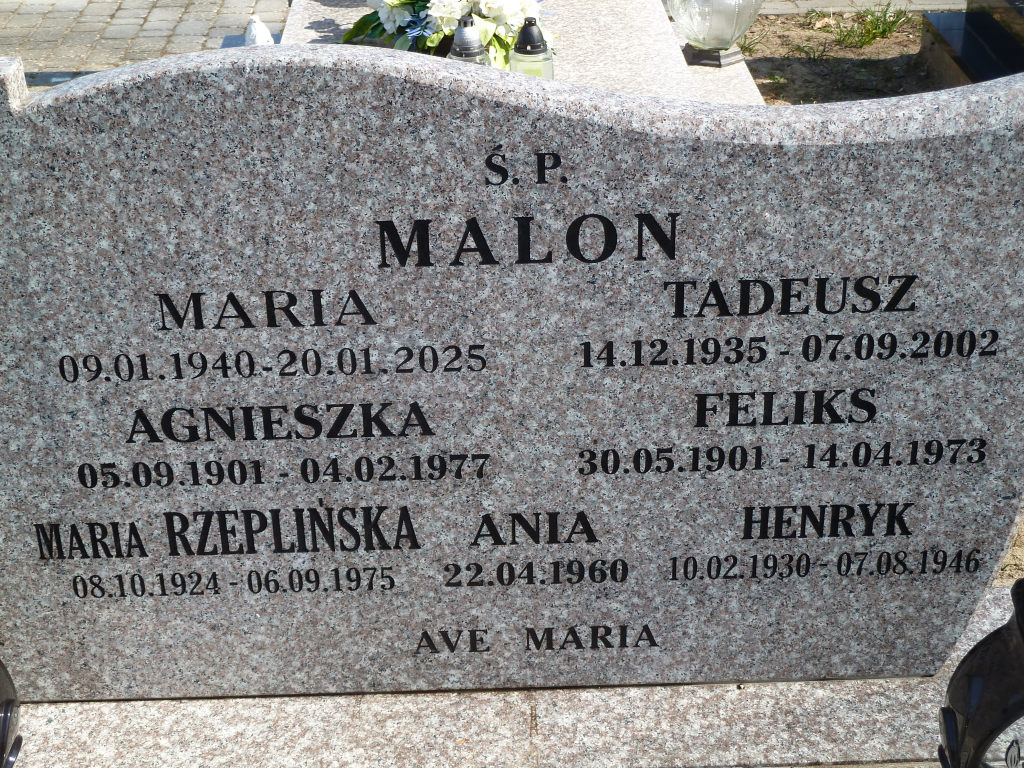 Ś. P.
MALON
MARIA TADEUSZ
09.01.1940-20.01.2025 14.12.1935 - 07.09.2002
AGNIESZKA FELIKS
05.09.1901 - 04.02.1977 30.05.1901 - 14.04.1973
MARIA RZEPLIŃSKA ANIA HENRYK
08.10.1924 - 06.09.1975 22.04.1960 10.02.1930 - 07.08.1946
AVE MARIA